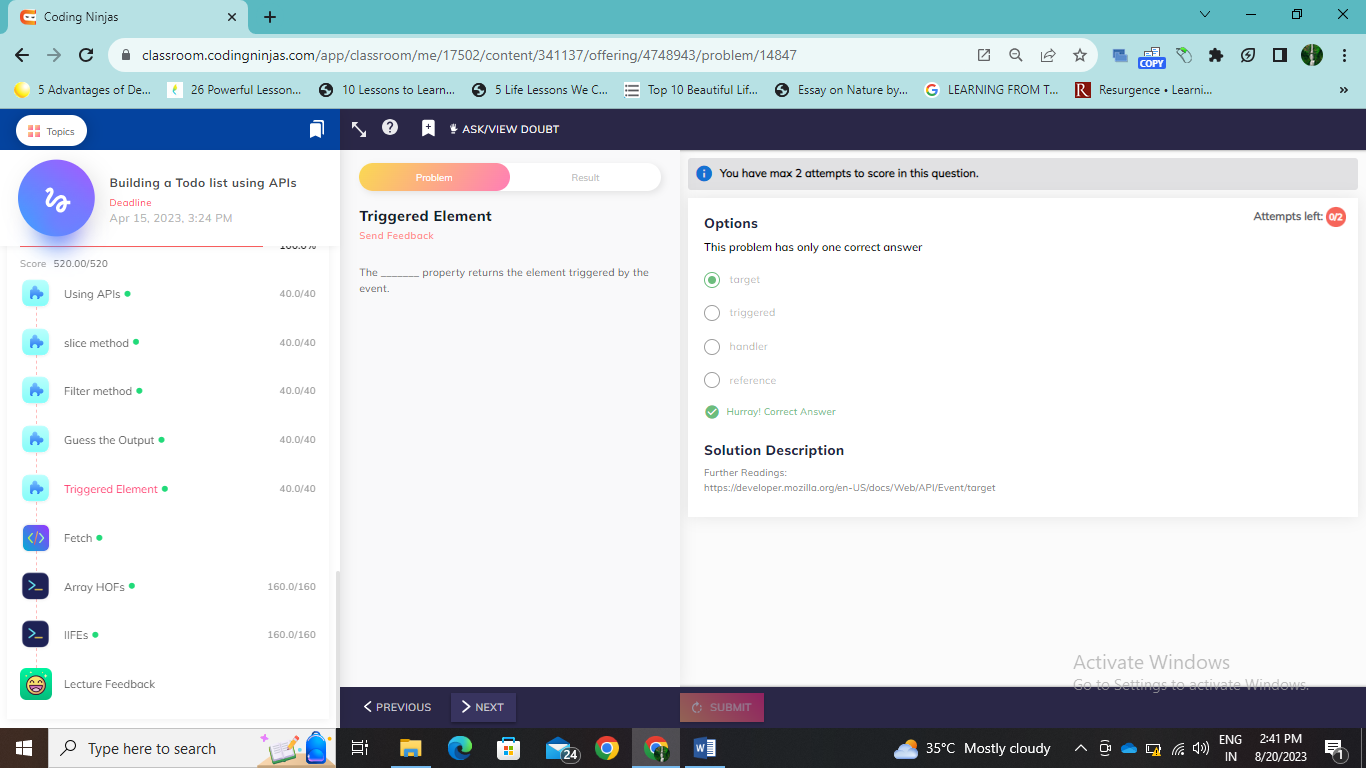 Coding Ninjas
classroom.codingninjas.com/app/classroom/me/17502/content/341137/offering/4748943/problem/14847
COPY
5 Advantages of De...
26 Powerful Lesson...
10 Lessons to Learn...
5 Life Lessons We C...
Top 10 Beautiful Lif...
Essay on Nature by...
LEARNING FROM T...
Resurgence • Learni...
»
Topics
ASK/VIEW DOUBT
Building a Todo list using APIs
Deadline
Apr 15, 2023, 3:24 PM
100.0%
Score 520.00/520
Using APIs 40.0/40
slice method 40.0/40
Filter method 40.0/40
Guess the Output 40.0/40
Triggered Element 40.0/40
Fetch
Array HOFs 160.0/160
IIFEs 160.0/160
Lecture Feedback
Problem
Result
Triggered Element
Send Feedback
The _______ property returns the element triggered by the
event.
You have max 2 attempts to score in this question.
Options
Attempts left: 0/2
This problem has only one correct answer
target
triggered
handler
reference
Hurray! Correct Answer
Solution Description
Further Readings:
https://developer.mozilla.org/en-US/docs/Web/API/Event/target
Activate Windows
Go to Settings to activate Windows.
PREVIOUS
NEXT
SUBMIT
Type here to search
24
35°C Mostly cloudy
ENG
IN
2:41 PM
8/20/2023
1